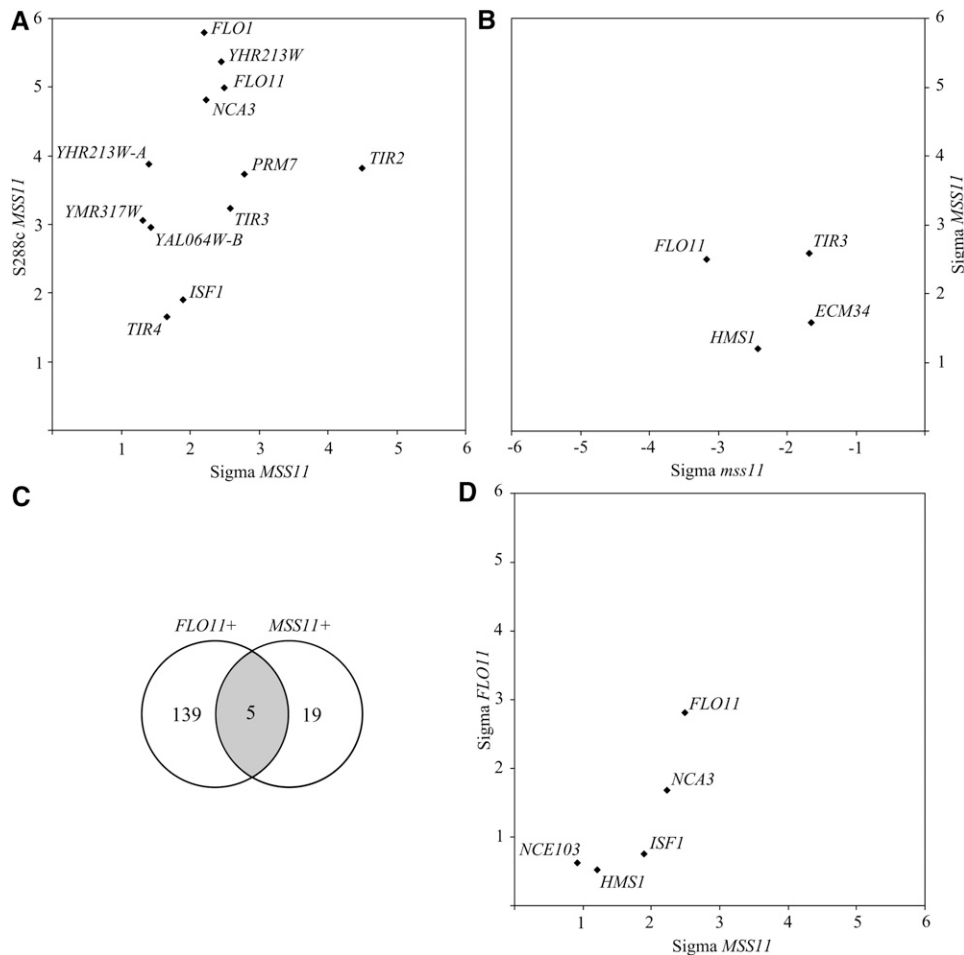 A
6
5
4
3
2
1
S288c MSS11
FLO1
YHR213W
FLO11
NCA3
YHR213W-A
PRM7
TIR2
YMR317W
TIR3
YAL064W-B
ISF1
TIR4
1 2 3 4 5 6
Sigma MSS11
B
6
5
4
3
2
1
Sigma MSS11
FLO11
TIR3
ECM34
HMS1
-6 -5 -4 -3 -2 -1
Sigma mss11
C
FLO11+ MSS11+
139 5 19
D
6
5
4
3
2
1
Sigma FLO11
FLO11
NCA3
ISF1
NCE103
HMS1
1 2 3 4 5 6
Sigma MSS11